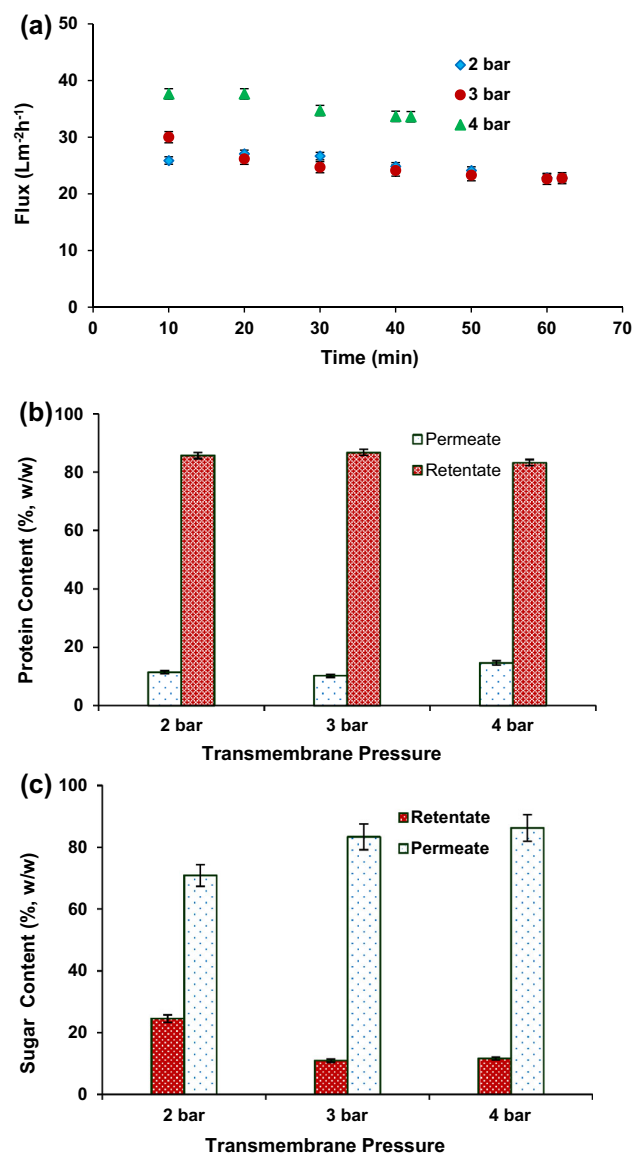 (a)
50
40
30
20
10
0
0 10 20 30 40 50 60 70
Flux (Lm-2h-1)
Time (min)
2 bar
3 bar
4 bar
(b)
100
80
60
40
20
0
Protein Content (%, w/w)
Permeate
Retentate
2 bar 3 bar 4 bar
Transmembrane Pressure
(c)
100
80
60
40
20
0
Sugar Content (%, w/w)
Retentate
Permeate
2 bar 3 bar 4 bar
Transmembrane Pressure